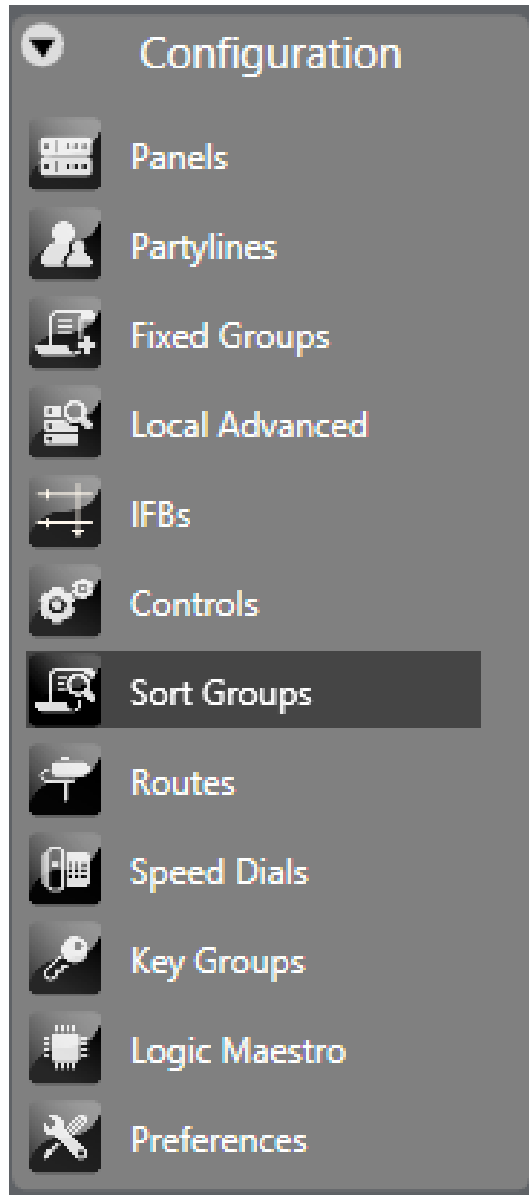 Configuration
Panels
Partylines
Fixed Groups
Local Advanced
IFBs
Controls
Sort Groups
Routes
Speed Dials
Key Groups
Logic Maestro
Preferences